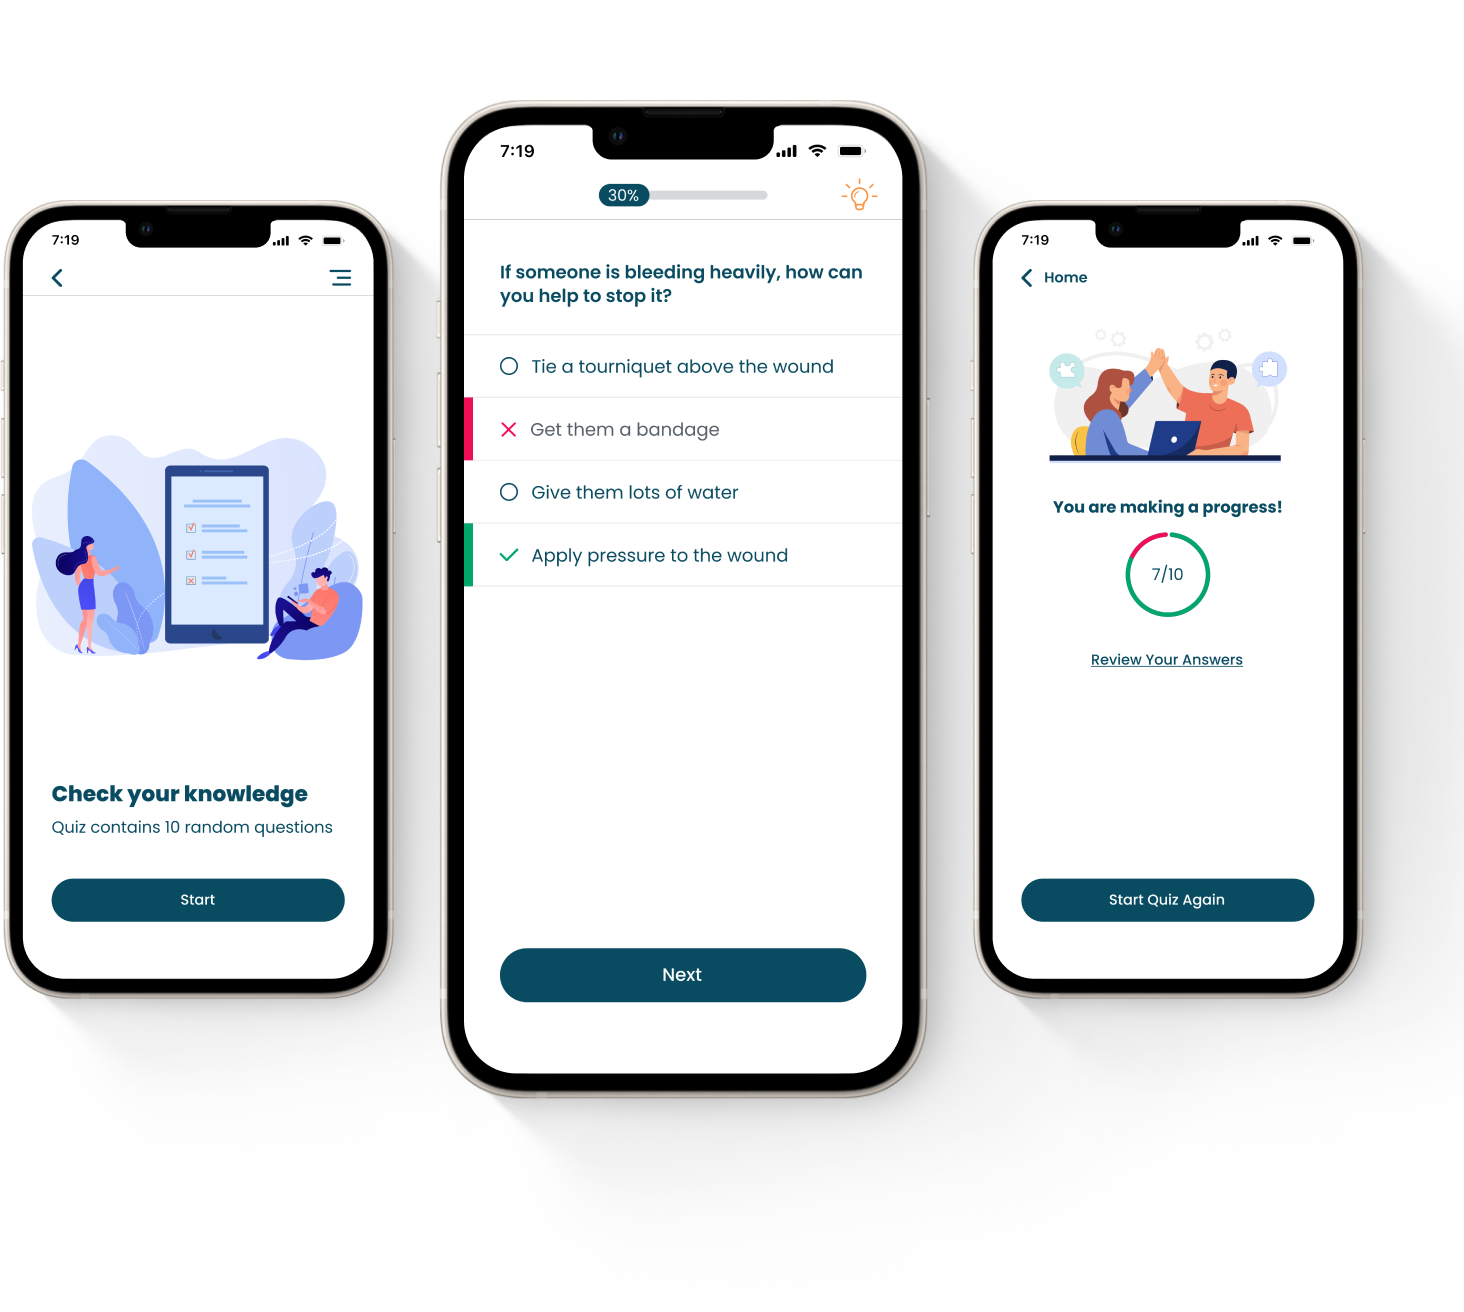 7:19
Check your knowledge
Quiz contains 10 random questions
Start
7:19
30%
If someone is bleeding heavily, how can
you help to stop it?
Tie a tourniquet above the wound
Get them a bandage
Give them lots of water
Apply pressure to the wound
Next
7:19
Home
You are making a progress!
7/10
Review Your Answers
Start Quiz Again